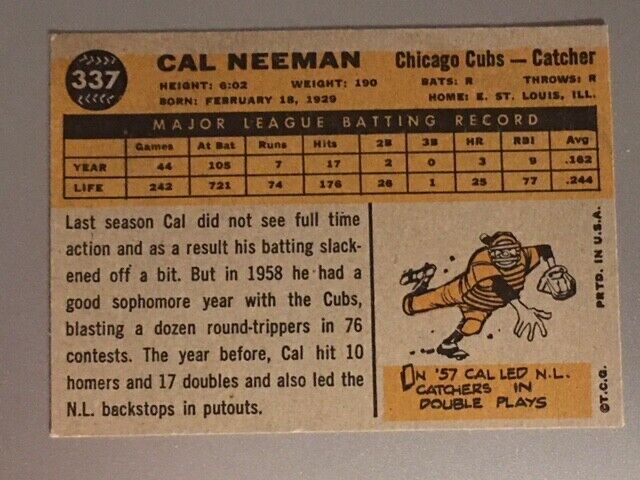 337
CAL NEEMAN
Chicago Cubs — Catcher
HEIGHT: 6:02 WEIGHT: 190 BATS: R THROWS: R
BORN: FEBRUARY 18, 1929 HOME: E. ST. LOUIS, ILL.
MAJOR LEAGUE BATTING RECORD
Games At Bat Runs Hits 2B 3B HR RBI Avg
YEAR 44 105 7 17 2 0 3 9 .162
LIFE 242 721 74 176 26 1 25 77 .244
Last season Cal did not see full time
action and as a result his batting slack-
ened off a bit. But in 1958 he had a
good sophomore year with the Cubs,
blasting a dozen round-trippers in 76
contests. The year before, Cal hit 10
homers and 17 doubles and also led the
N.L. backstops in putouts.
IN '57 CAL LED N.L.
CATCHERS IN
DOUBLE PLAYS
©T.C.G. PRTD. IN U.S.A.